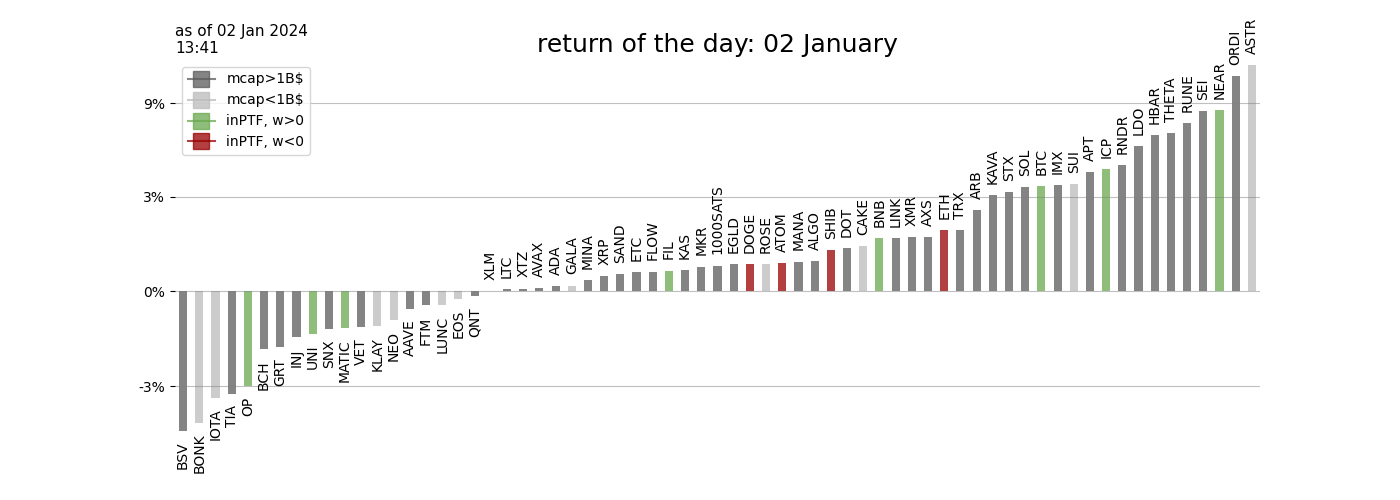 as of 02 Jan 2024
13:41
return of the day: 02 January
mcap>1B$
mcap<1B$
inPTF, w>0
inPTF, w<0
9%
3%
0%
-3%
BSV
BONK
IOTA
TIA
OP
BCH
GRT
INJ
UNI
SNX
MATIC
VET
KLAY
NEO
AAVE
FTM
LUNC
EOS
QNT
XLM
LTC
XTZ
AVAX
ADA
GALA
MINA
XRP
SAND
ETC
FLOW
FIL
KAS
MKR
1000SATS
EGLD
DOGE
ROSE
ATOM
MANA
ALGO
SHIB
DOT
CAKE
BNB
LINK
XMR
AXS
ETH
TRX
ARB
KAVA
STX
SOL
BTC
IMX
SUI
APT
ICP
RNDR
LDO
HBAR
THETA
RUNE
SEI
NEAR
ORDI
ASTR